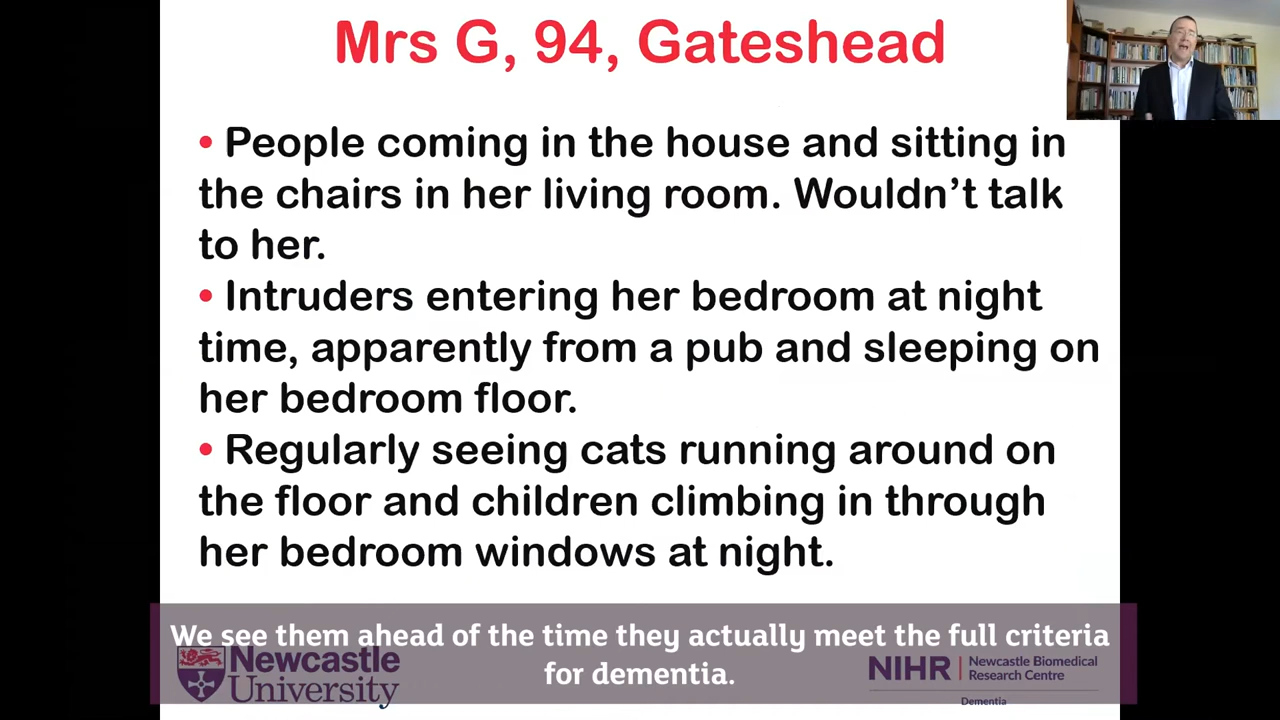 Mrs G, 94, Gateshead
• People coming in the house and sitting in
the chairs in her living room. Wouldn’t talk
to her.
• Intruders entering her bedroom at night
time, apparently from a pub and sleeping on
her bedroom floor.
• Regularly seeing cats running around on
the floor and children climbing in through
her bedroom windows at night.
We see them ahead of the time they actually meet the full criteria
for dementia.
Newcastle
University
NIHR | Newcastle Biomedical
Research Centre
Dementia